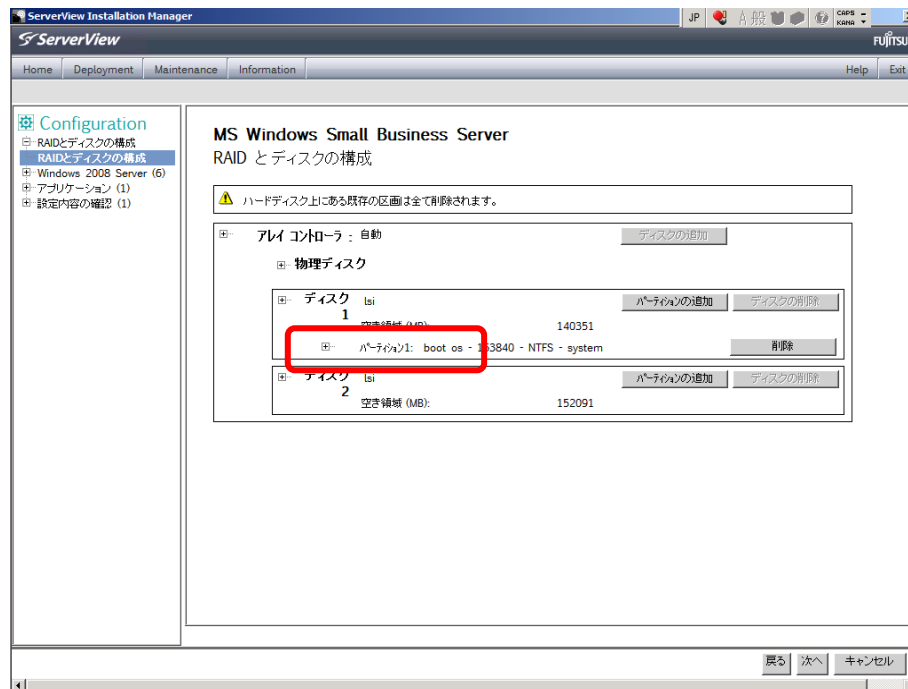 ServerView Installation Manager
JP A 般 CAPS KANA
ServerView
FUJITSU
Home Deployment Maintenance Information Help Exit
Configuration
RAIDとディスクの構成
RAIDとディスクの構成
Windows 2008 Server (6)
アプリケーション (1)
設定内容の確認 (1)
MS Windows Small Business Server
RAID とディスクの構成
ハードディスク上にある既存の区画は全て削除されます。
アレイ コントローラ : 自動 ディスクの追加
物理ディスク
ディスク 1 lsi パーティションの追加 ディスクの削除
空き領域 (MB): 140351
パーティション1: boot os - 153840 - NTFS - system 削除
ディスク 2 lsi パーティションの追加 ディスクの削除
空き領域 (MB): 152091
戻る 次へ キャンセル